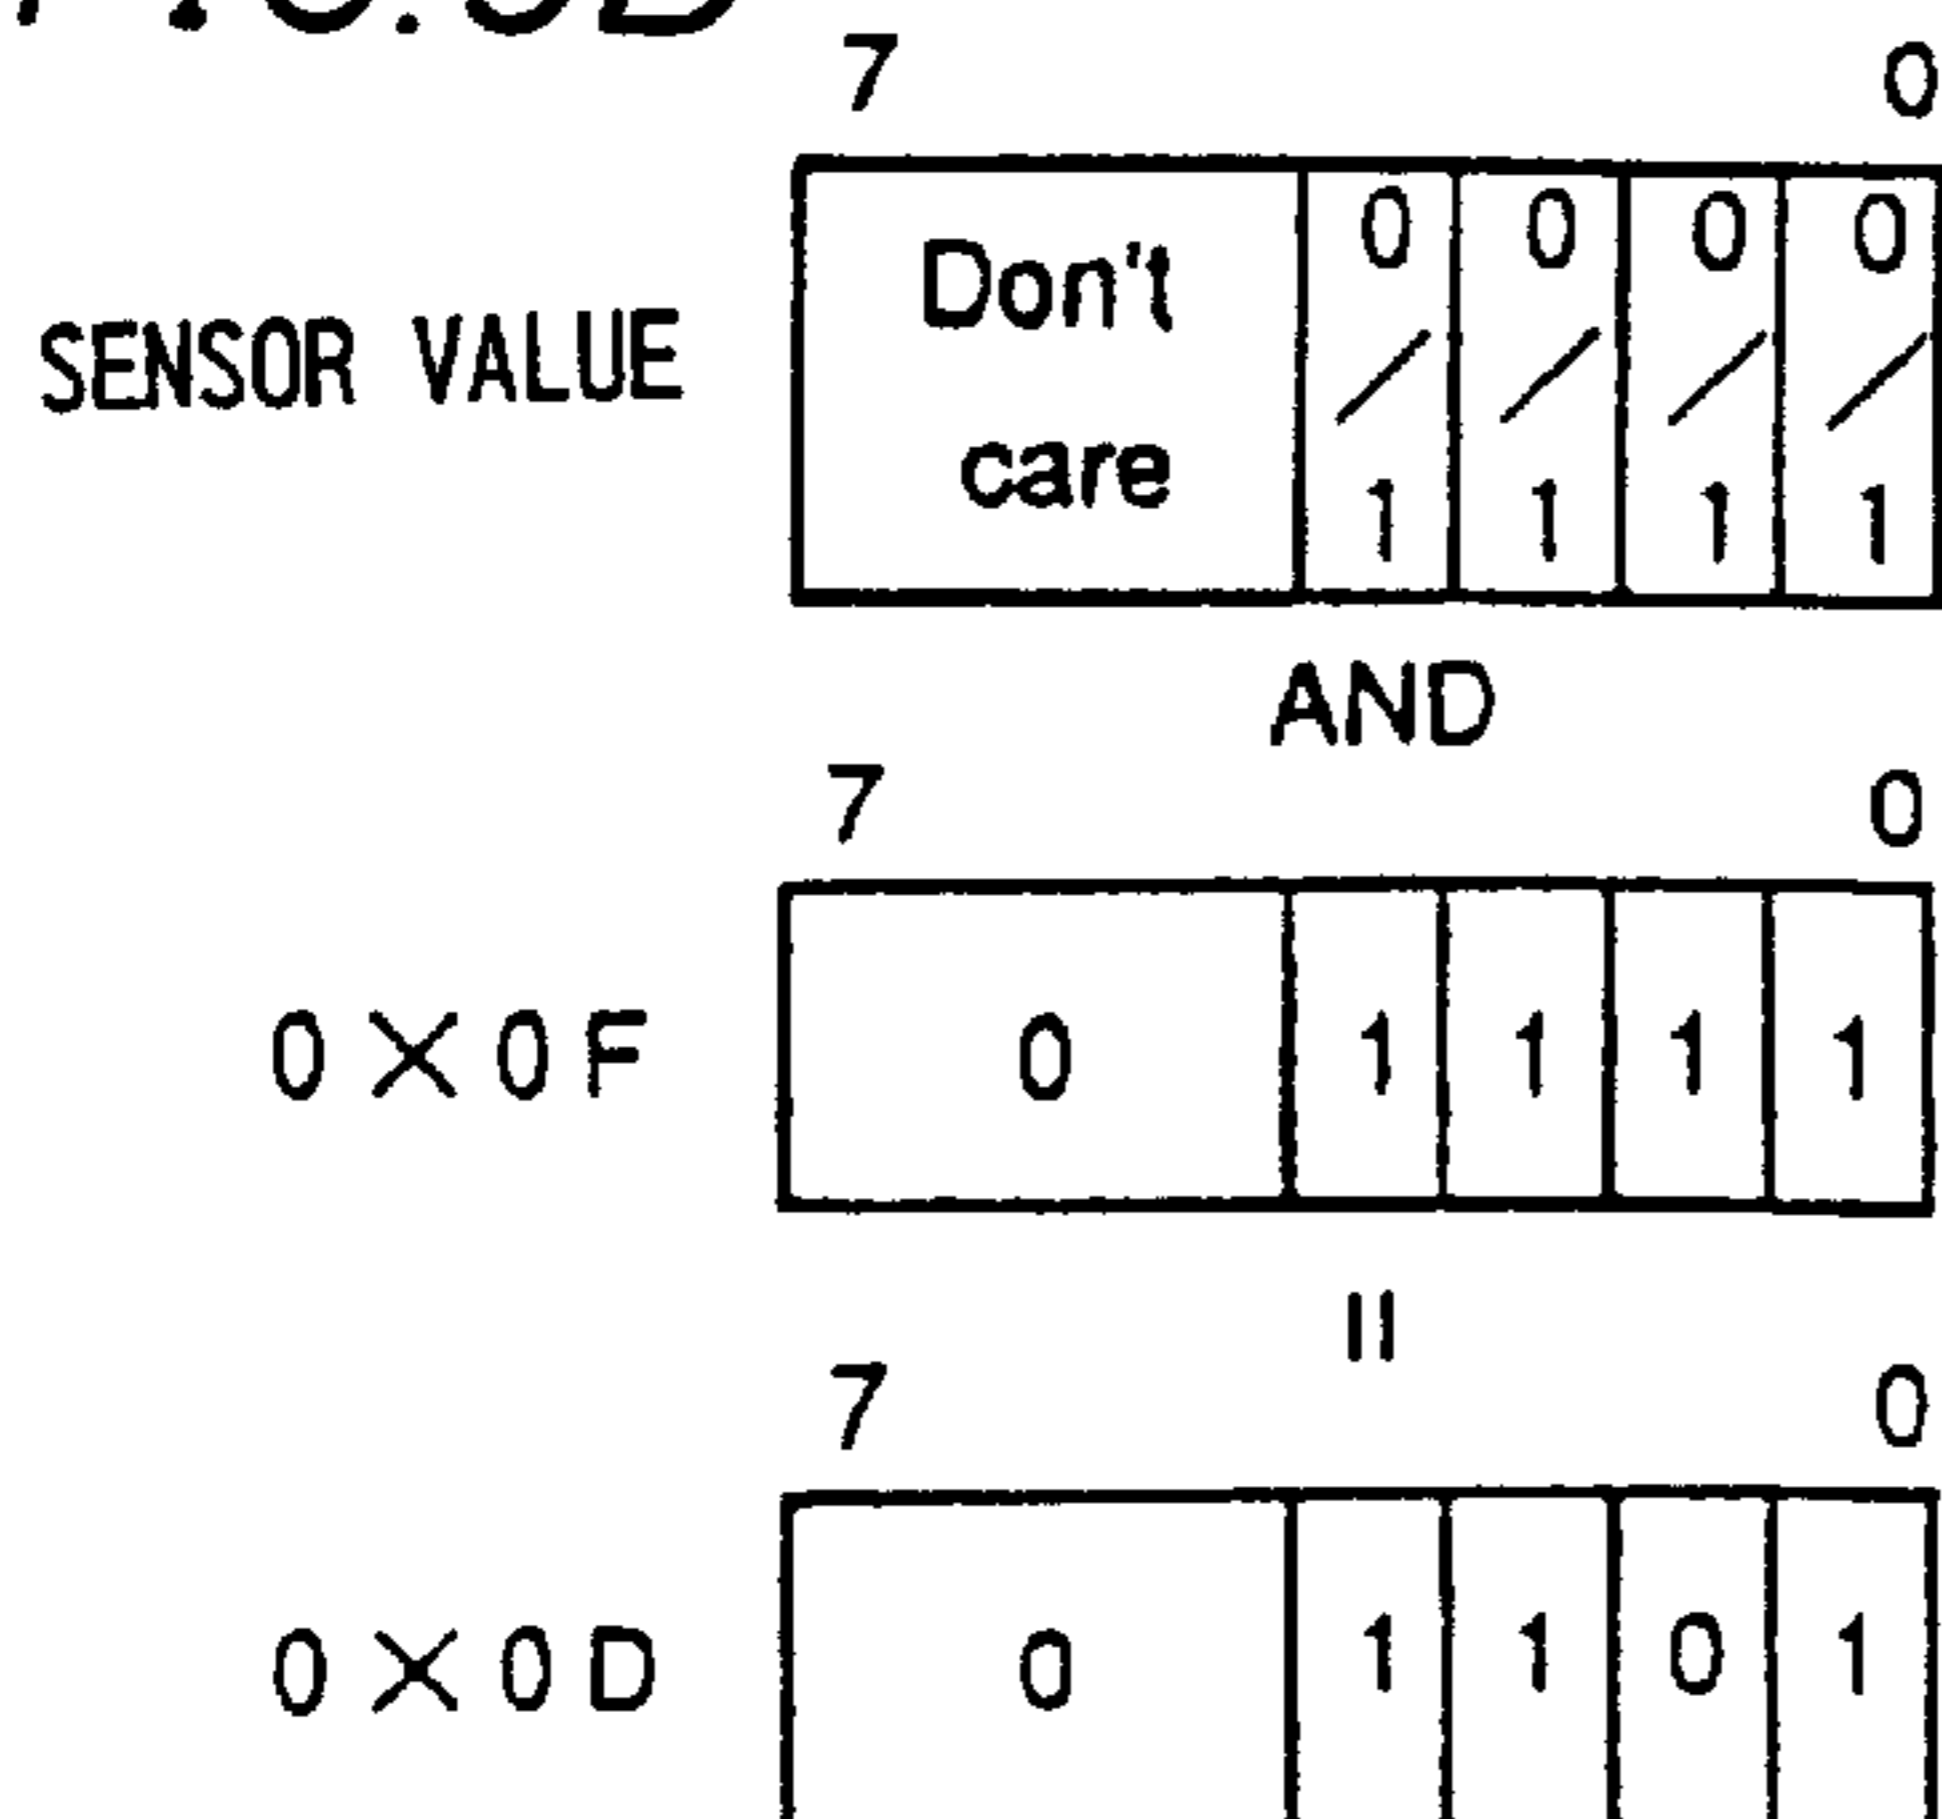 7 0
Don't 0 0 0 0
SENSOR VALUE / / / /
care 1 1 1 1
AND
7 0
0×0F 0 1 1 1 1
=
7 0
0×0D 0 1 1 0 1